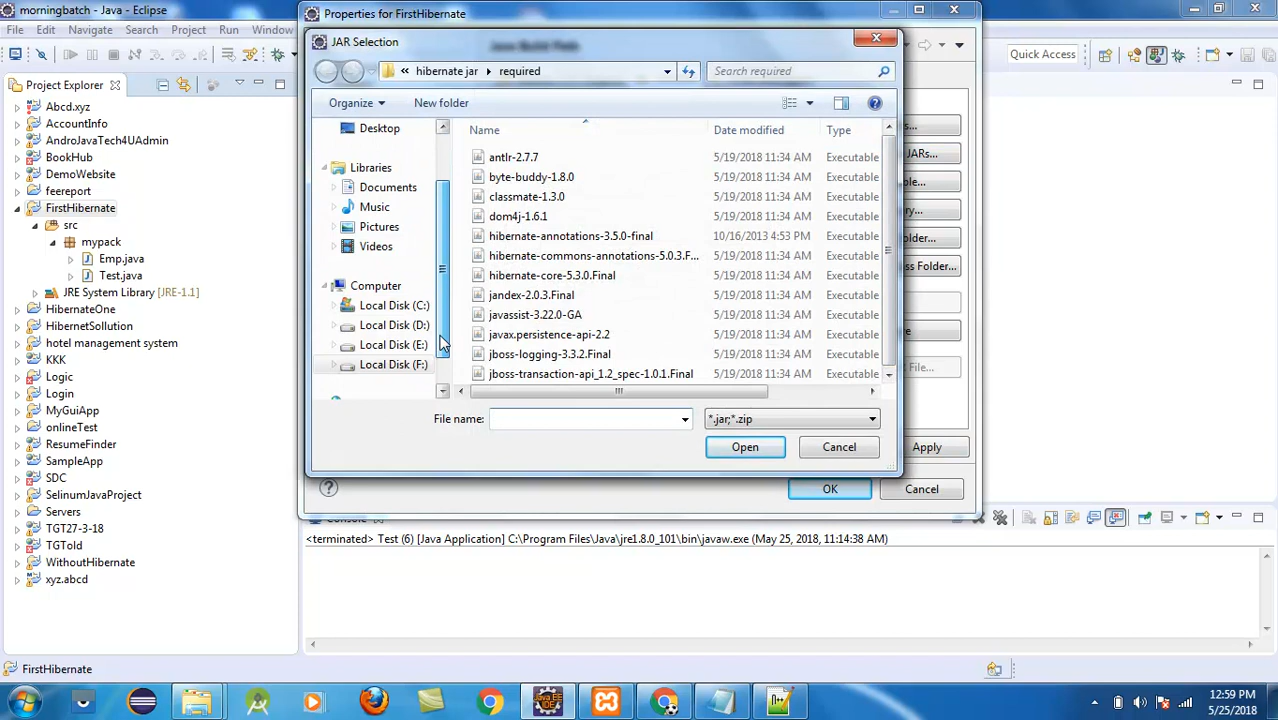 morningbatch - Java - Eclipse
File Edit Navigate Search Project Run Window
Quick Access
Project Explorer
Abcd.xyz
AccountInfo
AndroJavaTech4UAdmin
BookHub
DemoWebsite
feereport
FirstHibernate
src
mypack
Emp.java
Test.java
JRE System Library [JRE-1.1]
HibernateOne
HibernetSollution
hotel management system
KKK
Logic
Login
MyGuiApp
onlineTest
ResumeFinder
SampleApp
SDC
SelinumJavaProject
Servers
TGT27-3-18
TGTold
WithoutHibernate
xyz.abcd
Properties for FirstHibernate
Java Build Path
JAR Selection
hibernate jar required
Search required
Organize New folder
Desktop
Libraries
Documents
Music
Pictures
Videos
Computer
Local Disk (C:)
Local Disk (D:)
Local Disk (E:)
Local Disk (F:)
Name Date modified Type
antlr-2.7.7 5/19/2018 11:34 AM Executable
byte-buddy-1.8.0 5/19/2018 11:34 AM Executable
classmate-1.3.0 5/19/2018 11:34 AM Executable
dom4j-1.6.1 5/19/2018 11:34 AM Executable
hibernate-annotations-3.5.0-final 10/16/2013 4:53 PM Executable
hibernate-commons-annotations-5.0.3.F... 5/19/2018 11:34 AM Executable
hibernate-core-5.3.0.Final 5/19/2018 11:34 AM Executable
jandex-2.0.3.Final 5/19/2018 11:34 AM Executable
javassist-3.22.0-GA 5/19/2018 11:34 AM Executable
javax.persistence-api-2.2 5/19/2018 11:34 AM Executable
jboss-logging-3.3.2.Final 5/19/2018 11:34 AM Executable
jboss-transaction-api_1.2_spec-1.0.1.Final 5/19/2018 11:34 AM Executable
File name: *.jar;*.zip
Open Cancel
s...
JARs...
le...
ry...
older...
ss Folder...
e
File...
Apply
OK Cancel
Console
<terminated> Test (6) [Java Application] C:\Program Files\Java\jre1.8.0_101\bin\javaw.exe (May 25, 2018, 11:14:38 AM)
FirstHibernate
Java EE
IDE
12:59 PM
5/25/2018